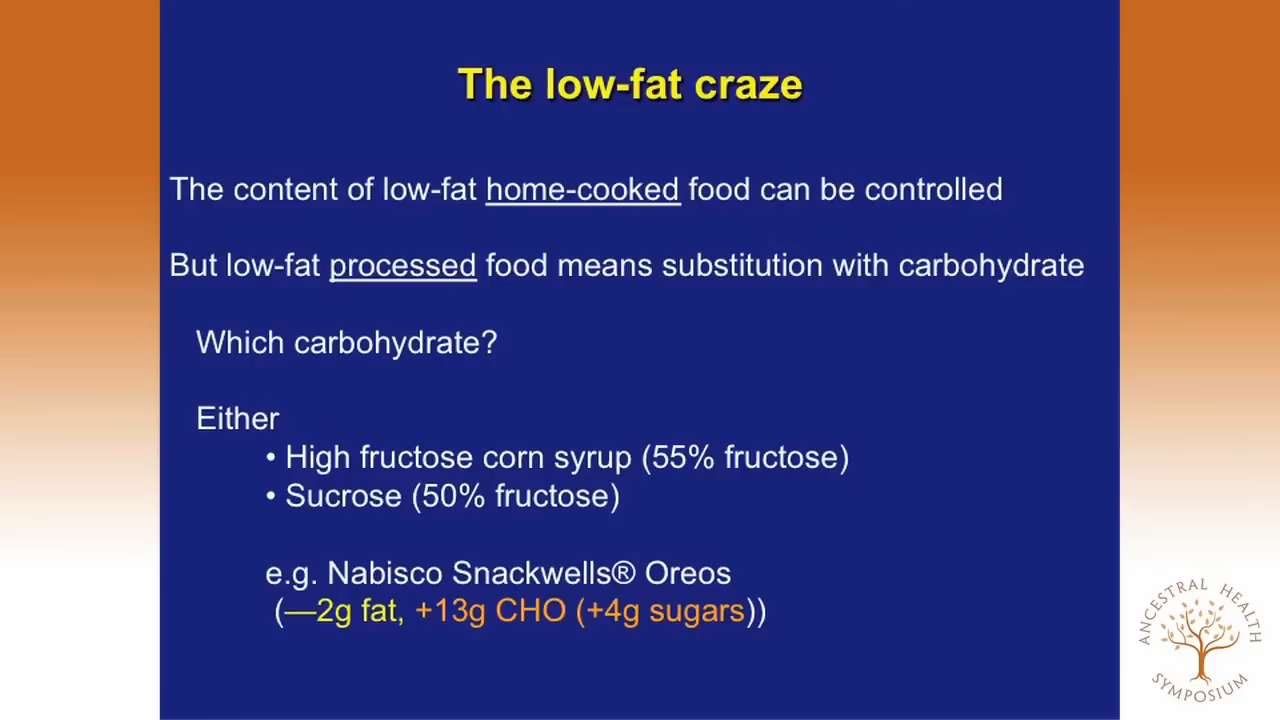 The low-fat craze
The content of low-fat home-cooked food can be controlled
But low-fat processed food means substitution with carbohydrate
Which carbohydrate?
Either
• High fructose corn syrup (55% fructose)
• Sucrose (50% fructose)
e.g. Nabisco Snackwells® Oreos
(—2g fat, +13g CHO (+4g sugars))
ANCESTRAL HEALTH
SYMPOSIUM